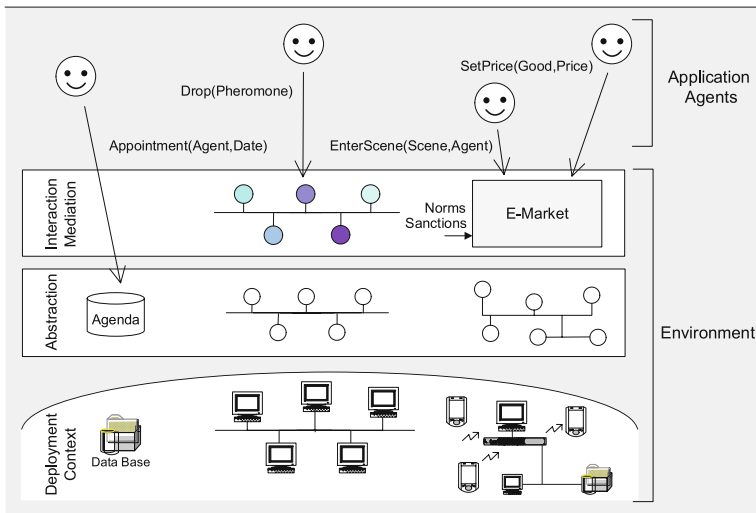 SetPrice(Good,Price)
Application
Agents
Drop(Pheromone)
Appointment(Agent,Date)
EnterScene(Scene,Agent)
Interaction
Mediation
Norms
Sanctions
E-Market
Abstraction
Agenda
Environment
Deployment
Context
Data Base